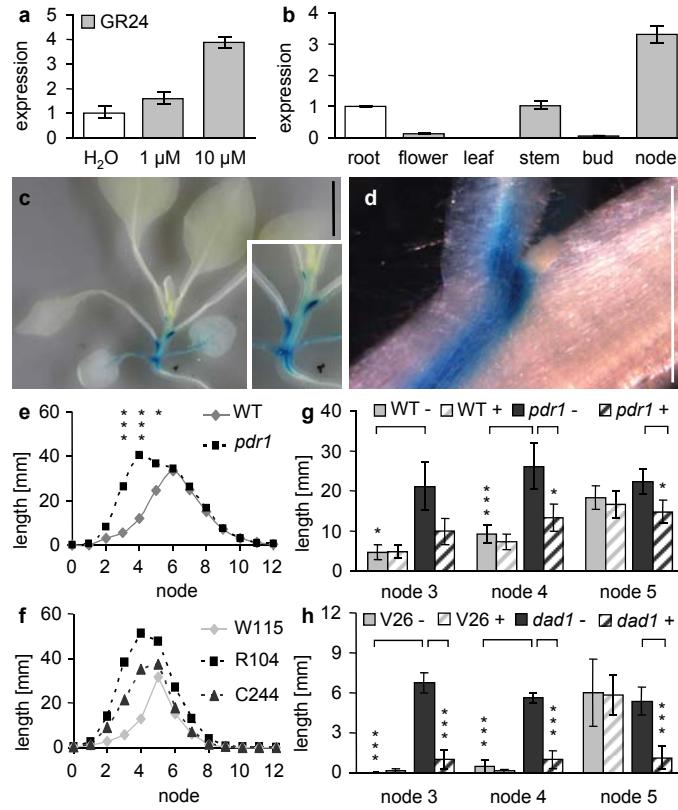 a
expression
5
4
3
2
1
0
GR24
H₂O 1 µM 10 µM
b
expression
4
3
2
1
0
root flower leaf stem bud node
c
d
e
length [mm]
60
40
20
0
* * *
* * *
*
WT
pdr1
0 2 4 6 8 10 12
node
f
length [mm]
60
40
20
0
W115
R104
C244
0 2 4 6 8 10 12
node
g
WT - WT + pdr1 - pdr1 +
length [mm]
40
30
20
10
0
*
* * *
*
*
node 3 node 4 node 5
h
V26 - V26 + dad1 - dad1 +
length [mm]
12
9
6
3
0
* * *
* * *
* * *
* * *
* * *
node 3 node 4 node 5